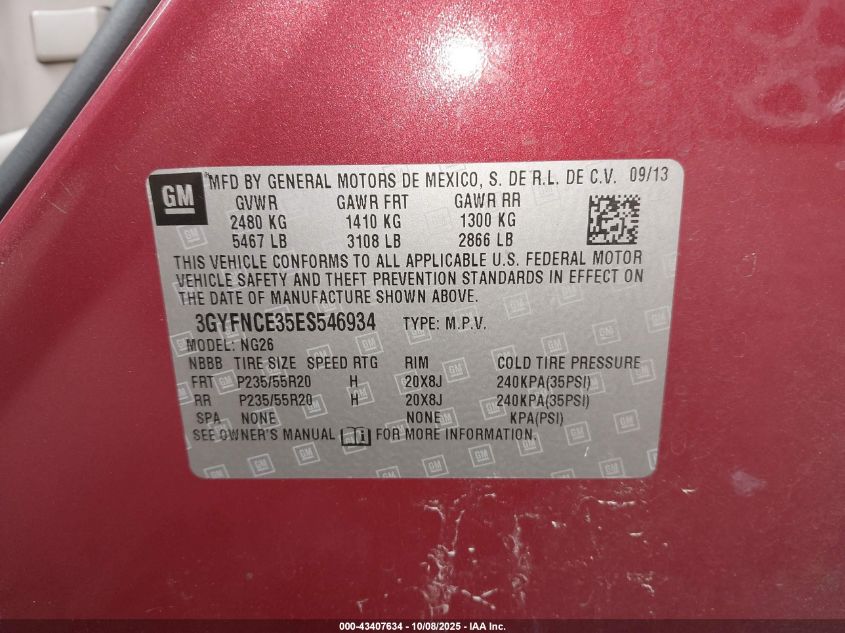 GM
MFD BY GENERAL MOTORS DE MEXICO, S. DE R.L. DE C.V. 09/13
GVWR GAWR FRT GAWR RR
2480 KG 1410 KG 1300 KG
5467 LB 3108 LB 2866 LB
THIS VEHICLE CONFORMS TO ALL APPLICABLE U.S. FEDERAL MOTOR
VEHICLE SAFETY AND THEFT PREVENTION STANDARDS IN EFFECT ON
THE DATE OF MANUFACTURE SHOWN ABOVE.
3GYFNCE35ES546934 TYPE: M.P.V.
MODEL: NG26
NBBB TIRE SIZE SPEED RTG RIM COLD TIRE PRESSURE
FRT P235/55R20 H 20X8J 240KPA(35PSI)
RR P235/55R20 H 20X8J 240KPA(35PSI)
SPA NONE NONE KPA(PSI)
SEE OWNER'S MANUAL FOR MORE INFORMATION.
000-43407634 - 10/08/2025 - IAA Inc.